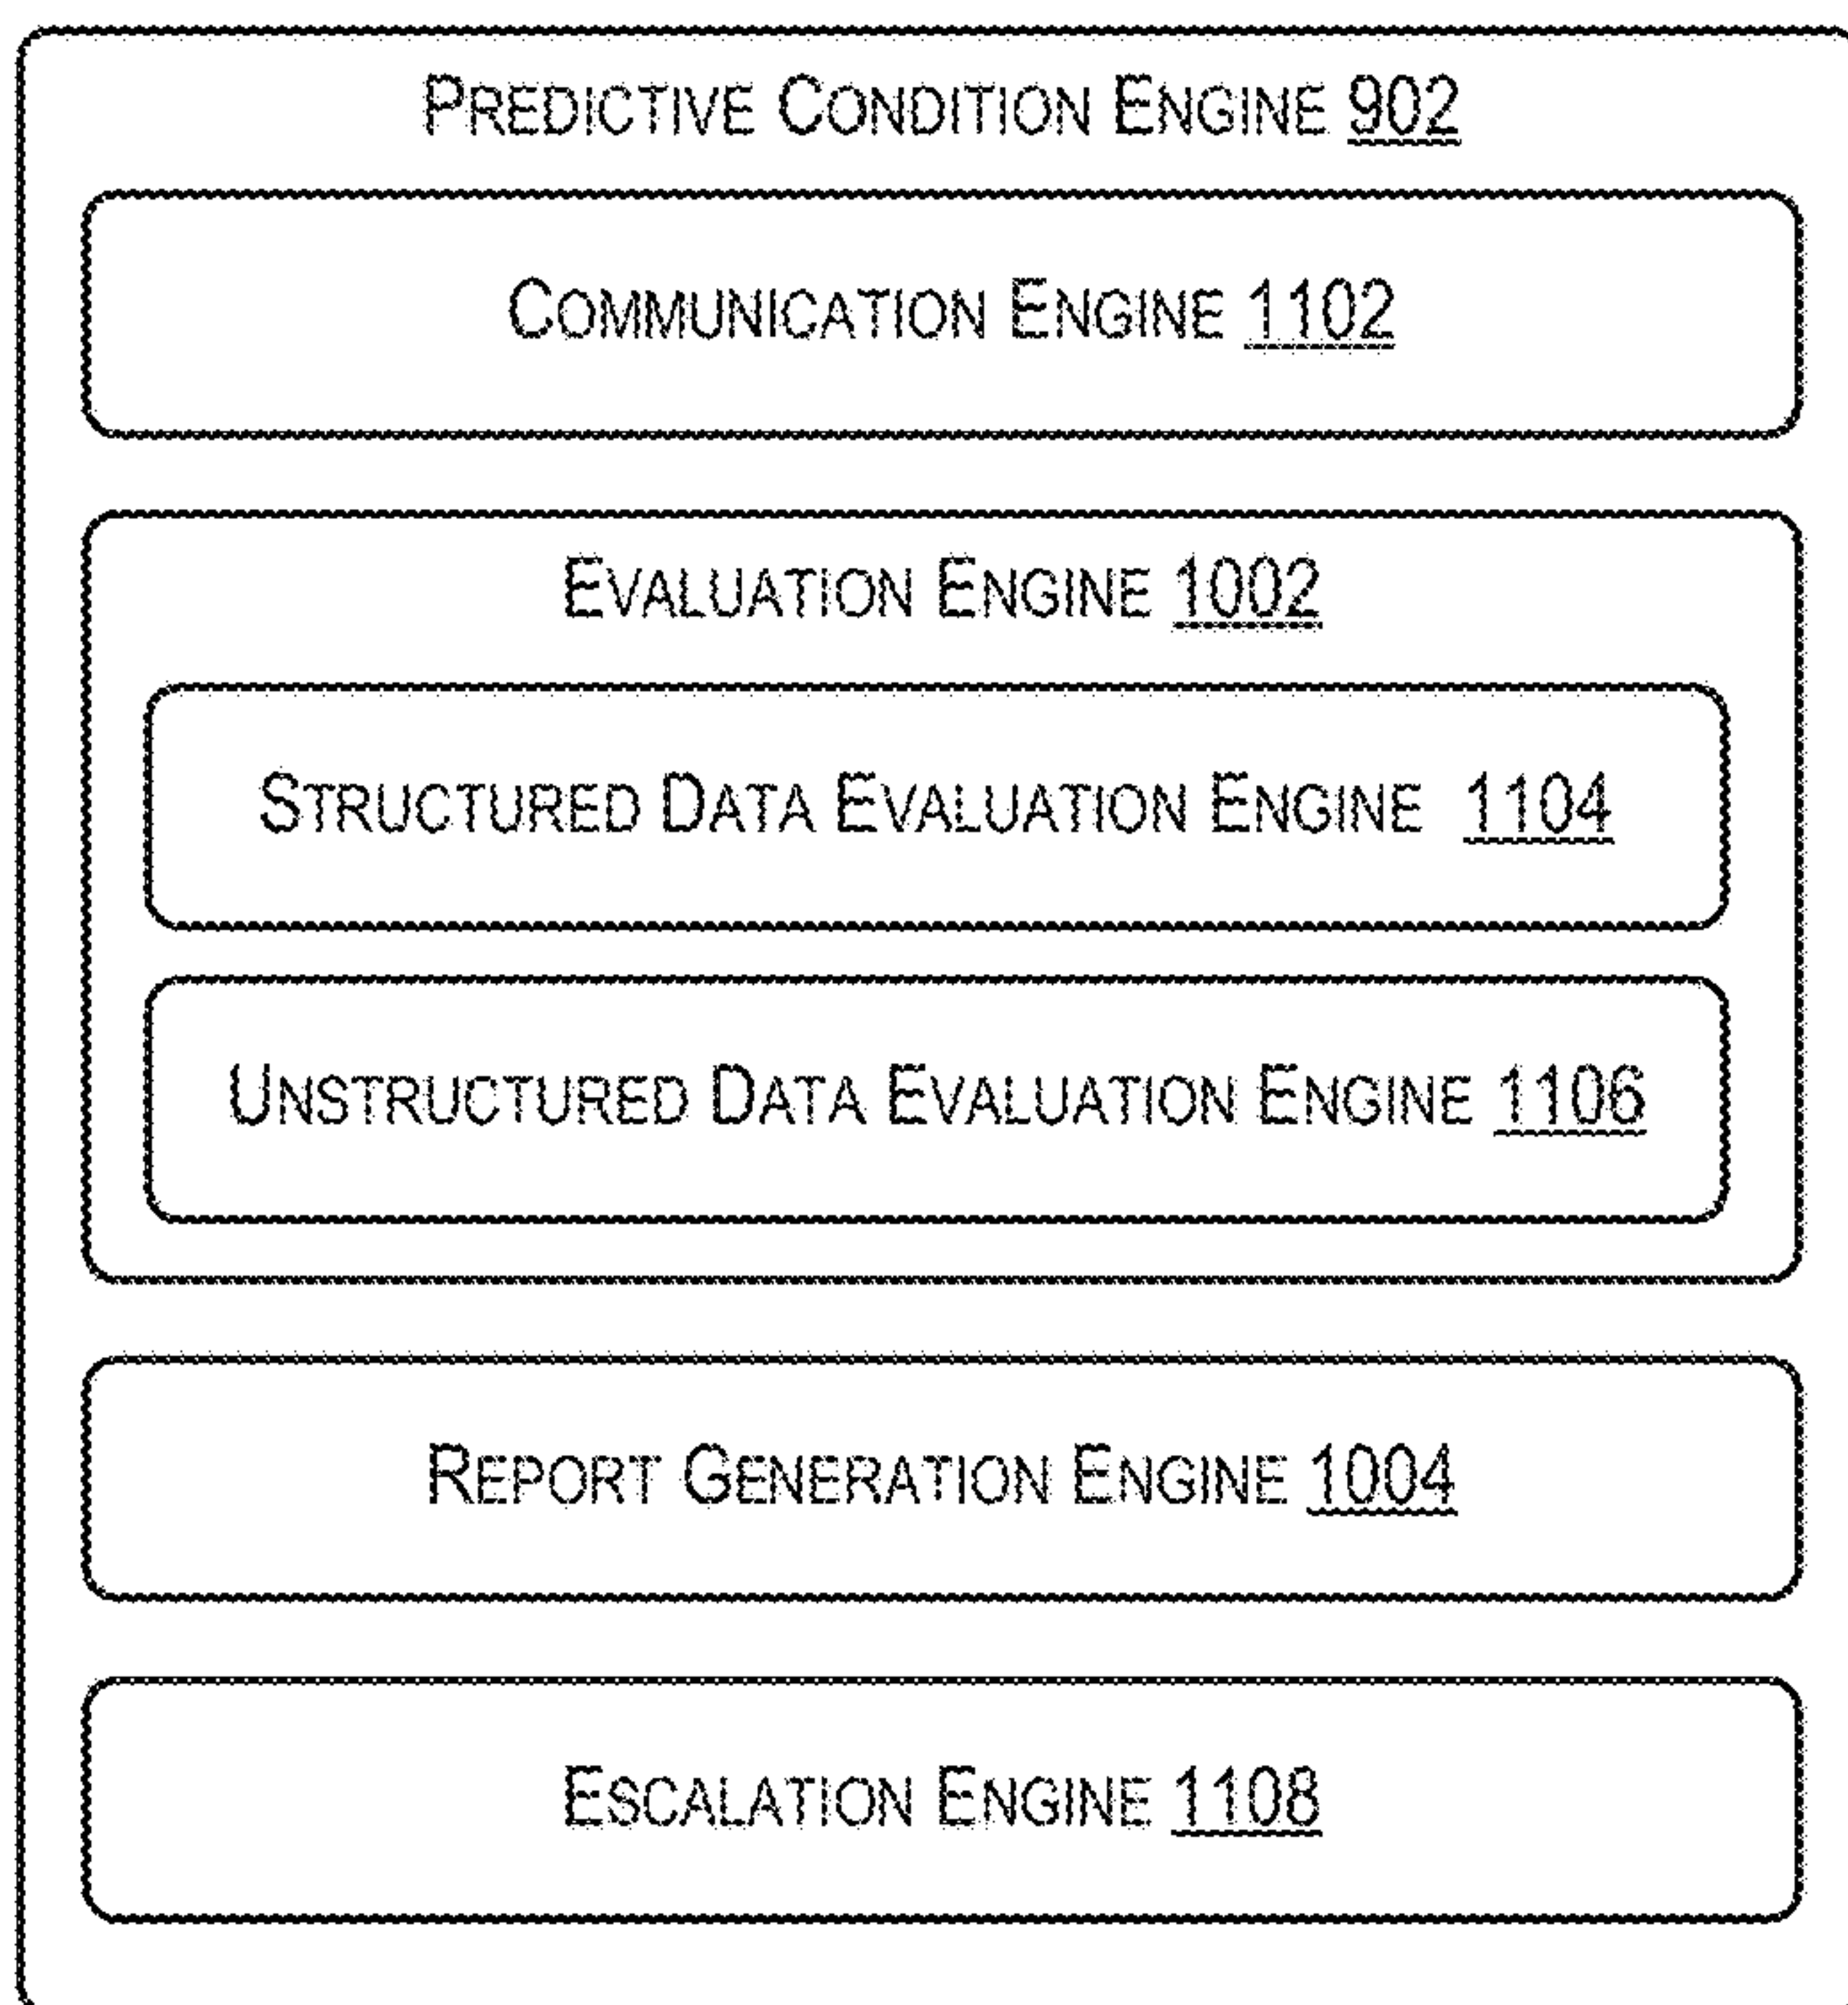 PREDICTIVE CONDITION ENGINE 902
COMMUNICATION ENGINE 1102
EVALUATION ENGINE 1002
STRUCTURED DATA EVALUATION ENGINE 1104
UNSTRUCTURED DATA EVALUATION ENGINE 1106
REPORT GENERATION ENGINE 1004
ESCALATION ENGINE 1108